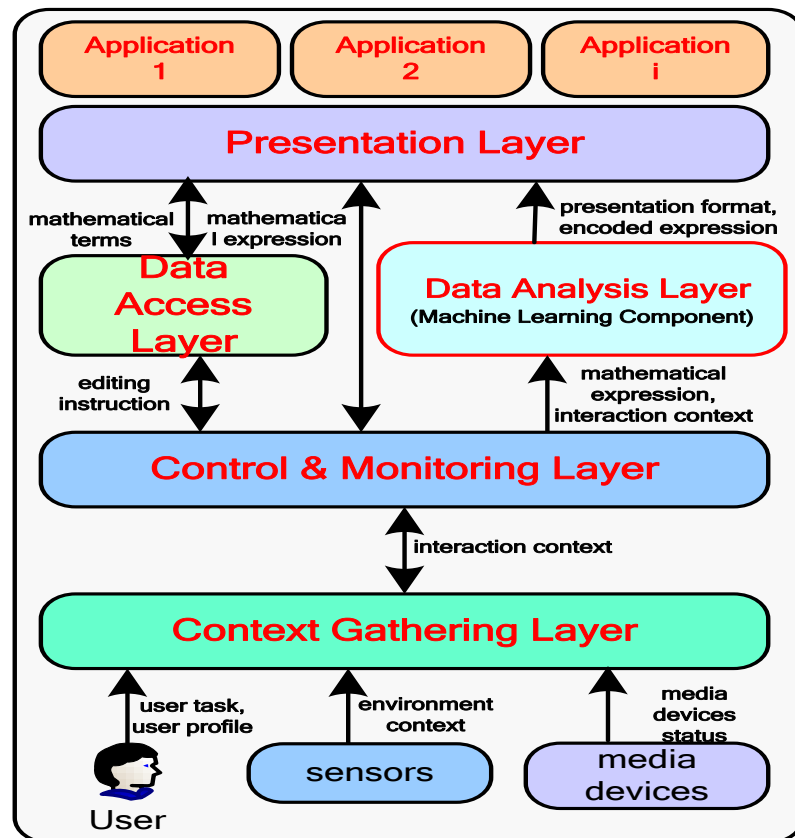 Application
1
Application
2
Application
i
Presentation Layer
mathematical
terms
mathematica
l expression
presentation format,
encoded expression
Data
Access
Layer
Data Analysis Layer
(Machine Learning Component)
editing
instruction
mathematical
expression,
interaction context
Control & Monitoring Layer
interaction context
Context Gathering Layer
user task,
user profile
environment
context
media
devices
status
User
sensors
media
devices